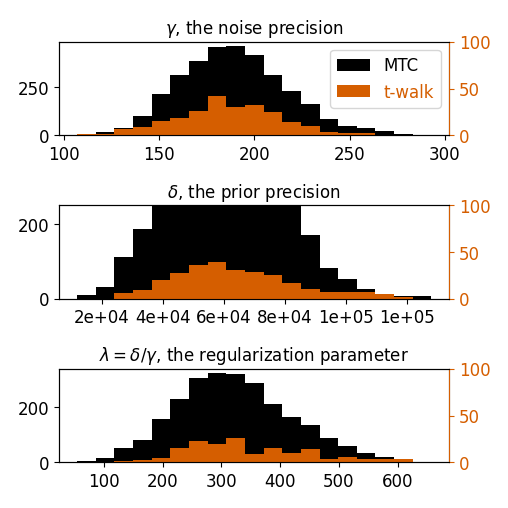 γ, the noise precision
100
50
0
250
0
MTC
t-walk
100 150 200 250 300
δ, the prior precision
100
50
0
200
0
2e+04 4e+04 6e+04 8e+04 1e+05 1e+05
λ = δ/γ, the regularization parameter
100
50
0
200
0
100 200 300 400 500 600